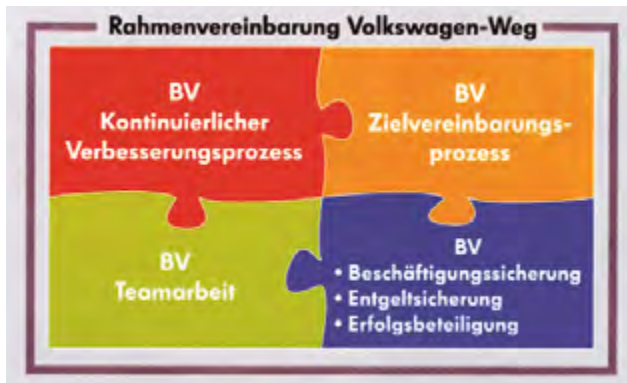 Rahmenvereinbarung Volkswagen-Weg
BV
Kontinuierlicher
Verbesserungsprozess
BV
Zielvereinbarungs-
prozess
BV
Teamarbeit
BV
• Beschäftigungssicherung
• Entgeltsicherung
• Erfolgsbeteiligung